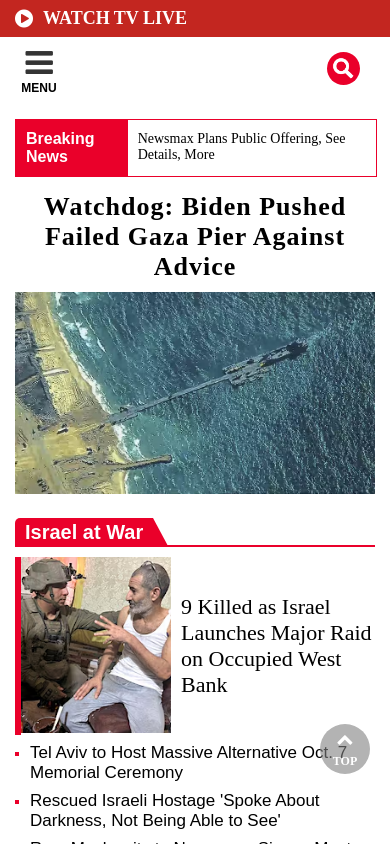 WATCH TV LIVE
MENU
Breaking
News
Newsmax Plans Public Offering, See
Details, More
Watchdog: Biden Pushed
Failed Gaza Pier Against
Advice
Israel at War
9 Killed as Israel
Launches Major Raid
on Occupied West
Bank
Tel Aviv to Host Massive Alternative Oct. 7
Memorial Ceremony
TOP
Rescued Israeli Hostage 'Spoke About
Darkness, Not Being Able to See'